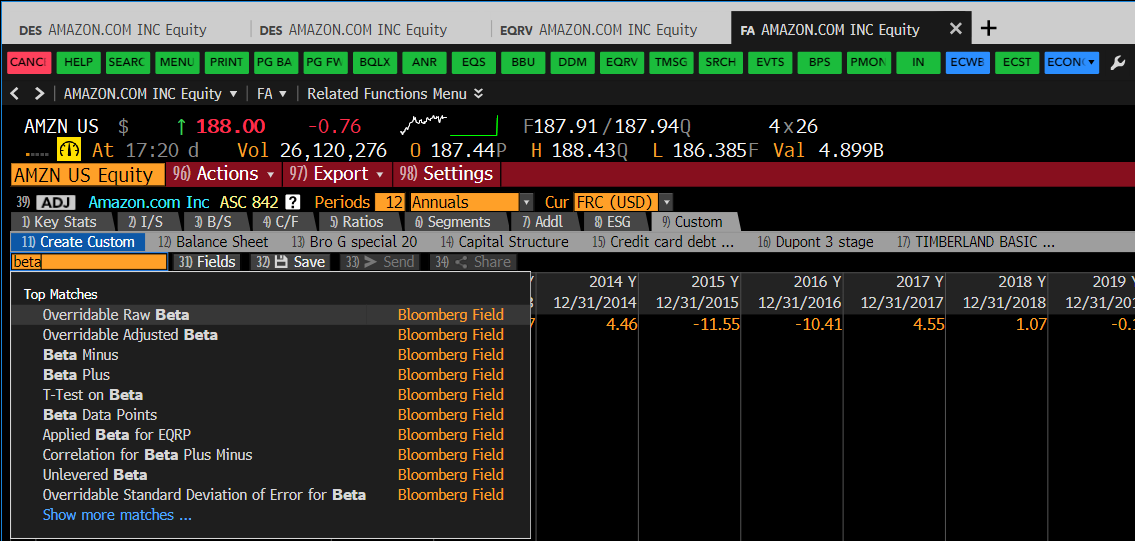 DES AMAZON.COM INC Equity DES AMAZON.COM INC Equity EQRV AMAZON.COM INC Equity FA AMAZON.COM INC Equity × +
CANCL HELP SEARC MENU PRINT PG BA PG FW BQLX ANR EQS BBU DDM EQRV TMSG SRCH EVTS BPS PMON IN ECWB ECST ECON
< > AMAZON.COM INC Equity ▾ FA ▾ Related Functions Menu
AMZN US $ ↑ 188.00 -0.76 F187.91/187.94Q 4x26
At 17:20 d Vol 26,120,276 O 187.44P H 188.43Q L 186.385F Val 4.899B
AMZN US Equity 96) Actions ▾ 97) Export ▾ 98) Settings
39) ADJ Amazon.com Inc ASC 842 ? Periods 12 Annuals Cur FRC (USD)
1) Key Stats 2) I/S 3) B/S 4) C/F 5) Ratios 6) Segments 7) Addl 8) ESG 9) Custom
11) Create Custom 12) Balance Sheet 13) Bro G special 20 14) Capital Structure 15) Credit card debt ... 16) Dupont 3 stage 17) TIMBERLAND BASIC ...
beta 31) Fields 32) Save 33) Send 34) Share
2014 Y 2015 Y 2016 Y 2017 Y 2018 Y 2019 Y
12/31/2014 12/31/2015 12/31/2016 12/31/2017 12/31/2018 12/31/20
4.46 -11.55 -10.41 4.55 1.07 -0.1
Top Matches
Overridable Raw Beta Bloomberg Field
Overridable Adjusted Beta Bloomberg Field
Beta Minus Bloomberg Field
Beta Plus Bloomberg Field
T-Test on Beta Bloomberg Field
Beta Data Points Bloomberg Field
Applied Beta for EQRP Bloomberg Field
Correlation for Beta Plus Minus Bloomberg Field
Unlevered Beta Bloomberg Field
Overridable Standard Deviation of Error for Beta Bloomberg Field
Show more matches ...